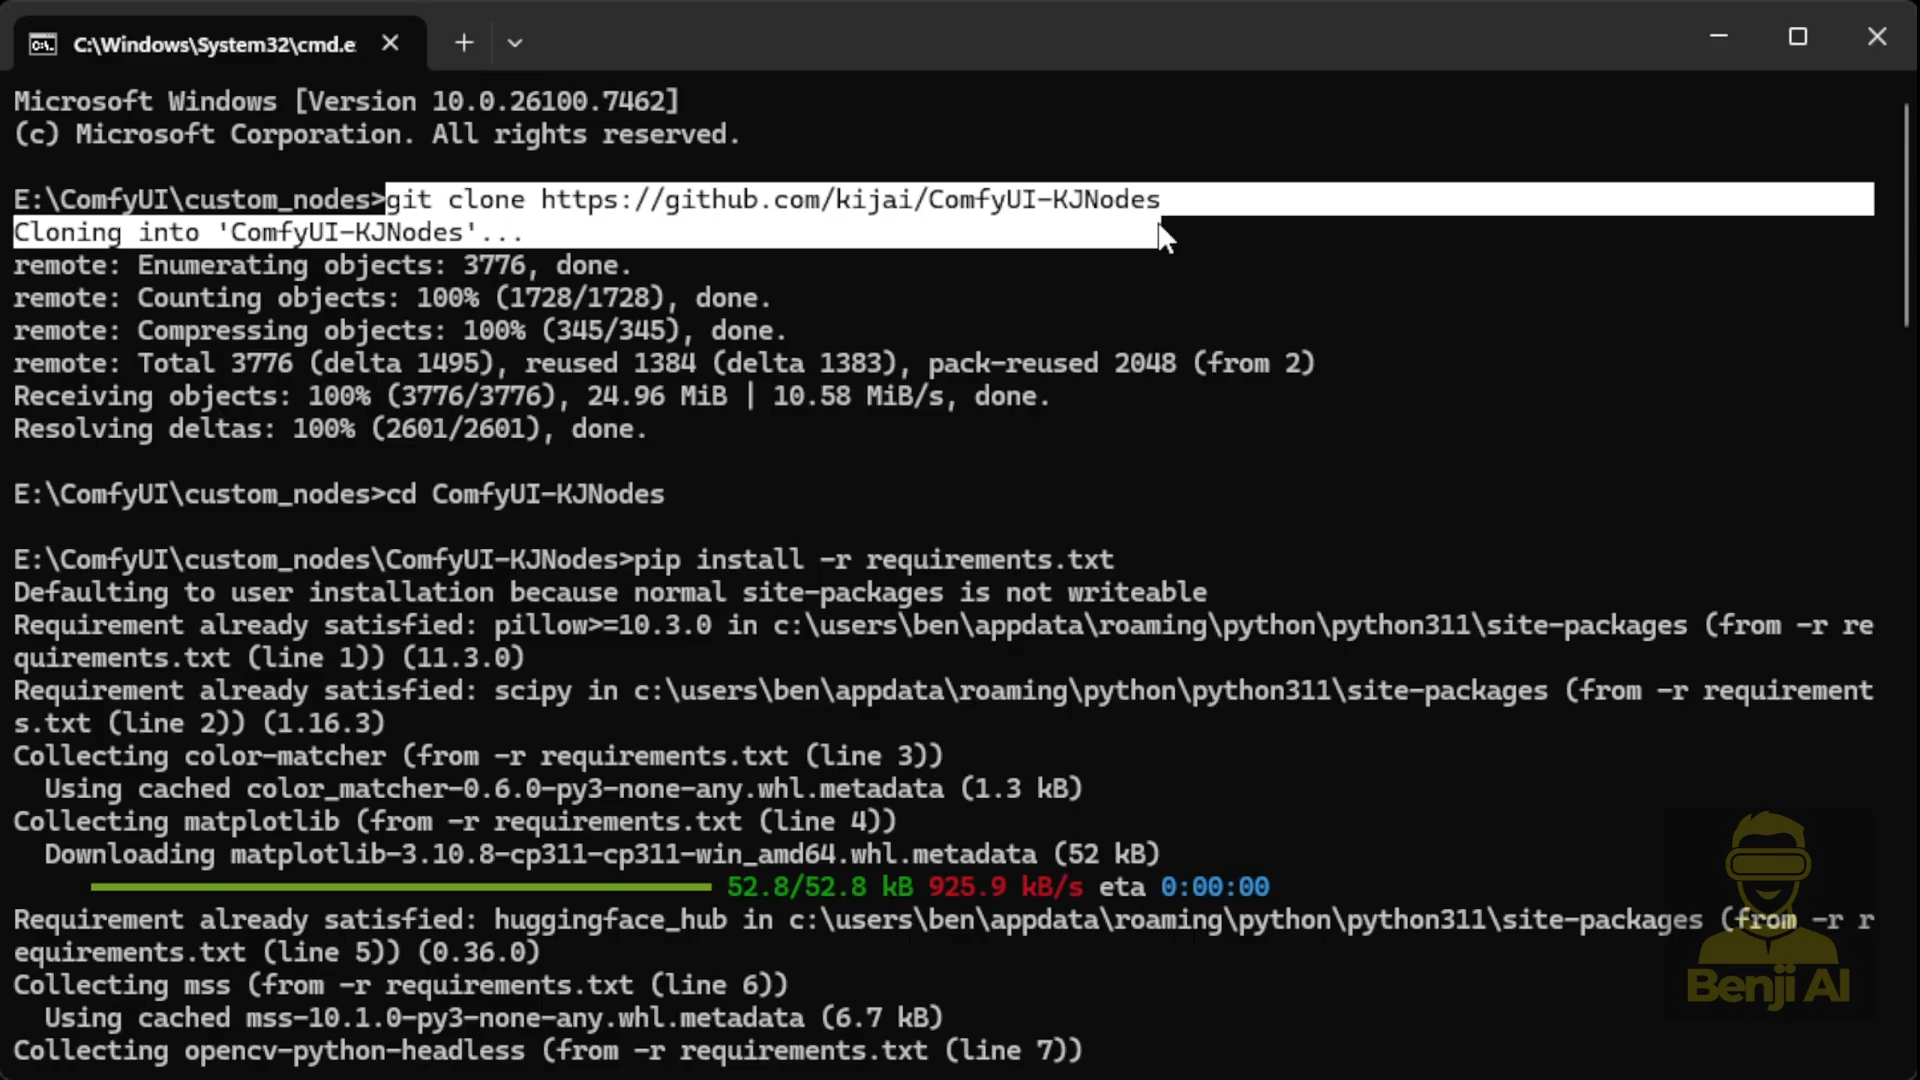 C:\Windows\System32\cmd.e
Microsoft Windows [Version 10.0.26100.7462]
(c) Microsoft Corporation. All rights reserved.
E:\ComfyUI\custom_nodes>git clone https://github.com/kijai/ComfyUI-KJNodes
Cloning into 'ComfyUI-KJNodes'...
remote: Enumerating objects: 3776, done.
remote: Counting objects: 100% (1728/1728), done.
remote: Compressing objects: 100% (345/345), done.
remote: Total 3776 (delta 1495), reused 1384 (delta 1383), pack-reused 2048 (from 2)
Receiving objects: 100% (3776/3776), 24.96 MiB | 10.58 MiB/s, done.
Resolving deltas: 100% (2601/2601), done.
E:\ComfyUI\custom_nodes>cd ComfyUI-KJNodes
E:\ComfyUI\custom_nodes\ComfyUI-KJNodes>pip install -r requirements.txt
Defaulting to user installation because normal site-packages is not writeable
Requirement already satisfied: pillow>=10.3.0 in c:\users\ben\appdata\roaming\python\python311\site-packages (from -r re
quirements.txt (line 1)) (11.3.0)
Requirement already satisfied: scipy in c:\users\ben\appdata\roaming\python\python311\site-packages (from -r requirement
s.txt (line 2)) (1.16.3)
Collecting color-matcher (from -r requirements.txt (line 3))
Using cached color_matcher-0.6.0-py3-none-any.whl.metadata (1.3 kB)
Collecting matplotlib (from -r requirements.txt (line 4))
Downloading matplotlib-3.10.8-cp311-cp311-win_amd64.whl.metadata (52 kB)
52.8/52.8 kB 925.9 kB/s eta 0:00:00
Requirement already satisfied: huggingface_hub in c:\users\ben\appdata\roaming\python\python311\site-packages (from -r r
equirements.txt (line 5)) (0.36.0)
Collecting mss (from -r requirements.txt (line 6))
Using cached mss-10.1.0-py3-none-any.whl.metadata (6.7 kB)
Collecting opencv-python-headless (from -r requirements.txt (line 7))
Benji AI